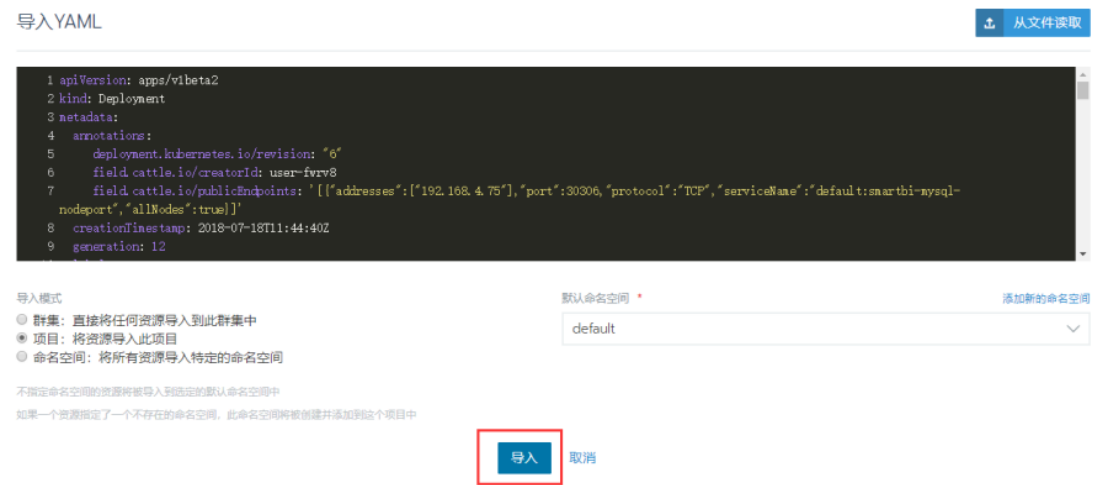 导入YAML
从文件读取
1 apiVersion: apps/v1beta2
2 kind: Deployment
3 metadata:
4 annotations:
5 deployment.kubernetes.io/revision: "6"
6 field.cattle.io/creatorId: user-fwrv8
7 field.cattle.io/publicEndpoints: '[{"addresses":["192.168.4.75"],"port":30306,"protocol":"TCP","serviceName":"default:smartbi-mysql-
nodeport","allNodes":true}]'
8 creationTimestamp: 2018-07-18T11:44:40Z
9 generation: 12
导入模式
群集：直接将任何资源导入到此群集中
项目：将资源导入此项目
命名空间：将所有资源导入特定的命名空间
默认命名空间 *
添加新的命名空间
default
不指定命名空间的资源将被导入到选定的默认命名空间中
如果一个资源指定了一个不存在的命名空间，此命名空间将被创建并添加到这个项目中
导入
取消